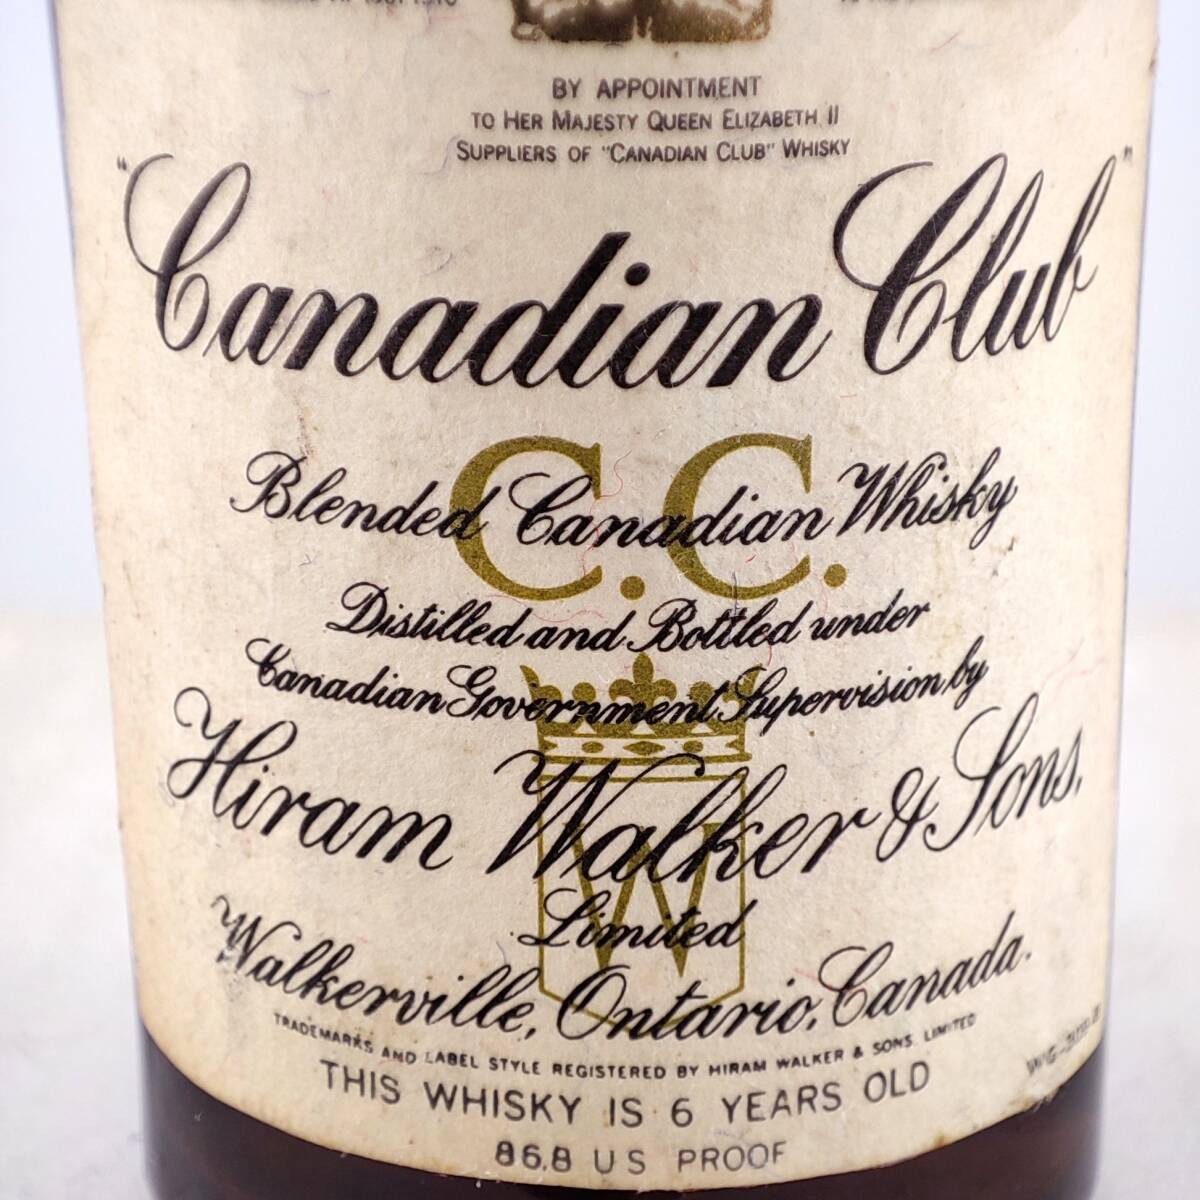 BY APPOINTMENT
TO HER MAJESTY QUEEN ELIZABETH II
SUPPLIERS OF "CANADIAN CLUB" WHISKY
"Canadian Club"
C.C.
Blended Canadian Whisky
Distilled and Bottled under
Canadian Government Supervision by
Hiram Walker & Sons,
W
Limited
Walkerville, Ontario, Canada.
TRADEMARKS AND LABEL STYLE REGISTERED BY HIRAM WALKER & SONS, LIMITED
THIS WHISKY IS 6 YEARS OLD
86.8 US PROOF